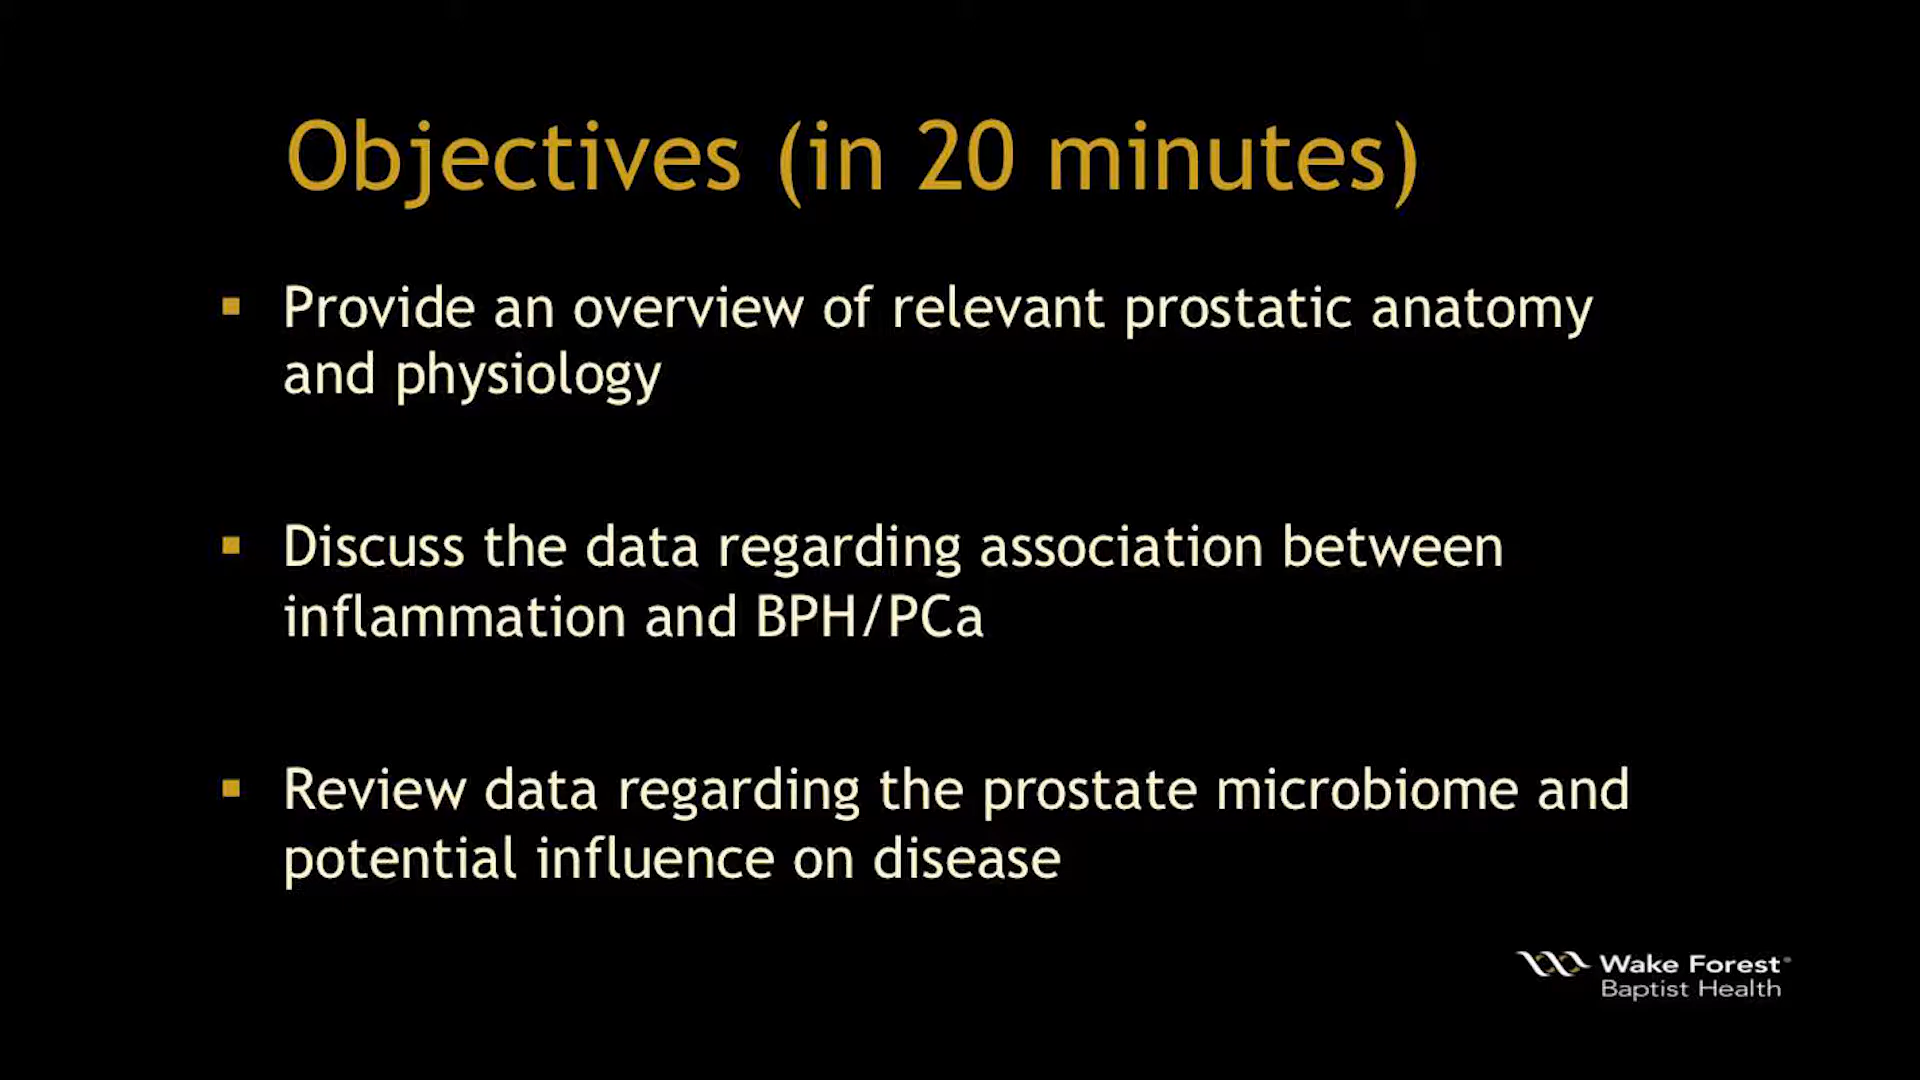 Objectives (in 20 minutes)
▪ Provide an overview of relevant prostatic anatomy
and physiology
▪ Discuss the data regarding association between
inflammation and BPH/PCa
▪ Review data regarding the prostate microbiome and
potential influence on disease
Wake Forest®
Baptist Health